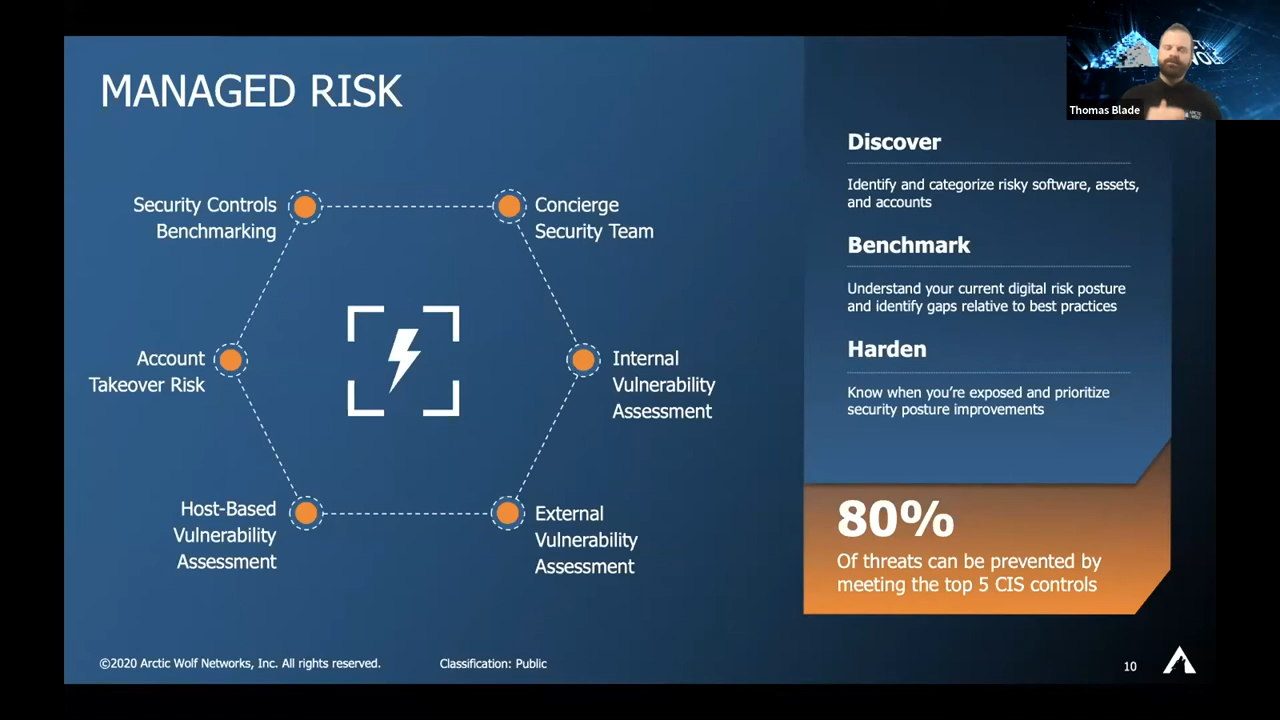 MANAGED RISK
Security Controls
Benchmarking
Concierge
Security Team
Account
Takeover Risk
Internal
Vulnerability
Assessment
Host-Based
Vulnerability
Assessment
External
Vulnerability
Assessment
Thomas Blade
Discover
Identify and categorize risky software, assets,
and accounts
Benchmark
Understand your current digital risk posture
and identify gaps relative to best practices
Harden
Know when you’re exposed and prioritize
security posture improvements
80%
Of threats can be prevented by
meeting the top 5 CIS controls
©2020 Arctic Wolf Networks, Inc. All rights reserved.
Classification: Public
10